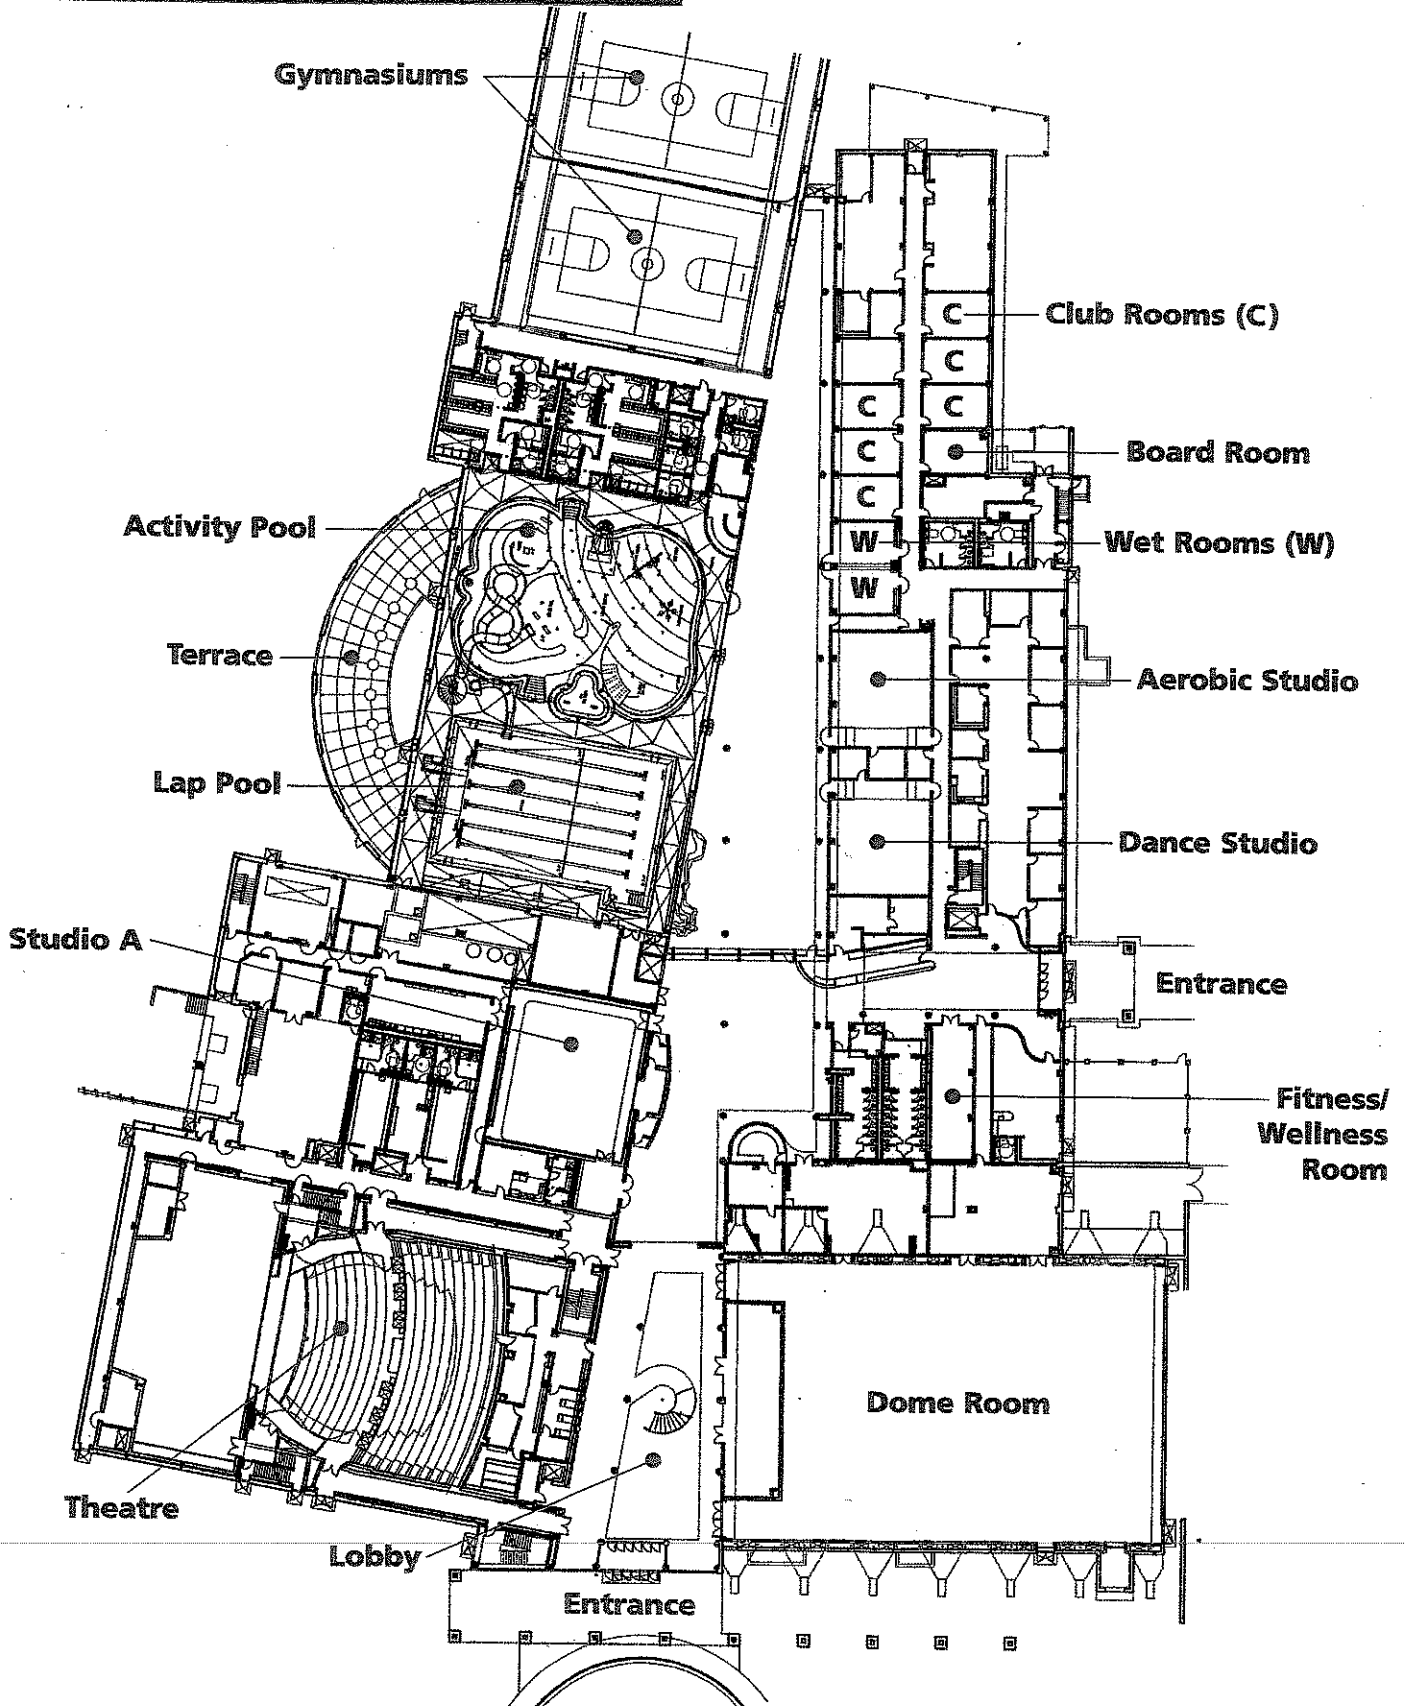 Gymnasiums
C
Club Rooms (C)
C
C
C
C
Board Room
C
Activity Pool
W
Wet Rooms (W)
W
Terrace
Aerobic Studio
Lap Pool
Dance Studio
Studio A
Entrance
Fitness/
Wellness
Room
Dome Room
Theatre
Lobby
Entrance